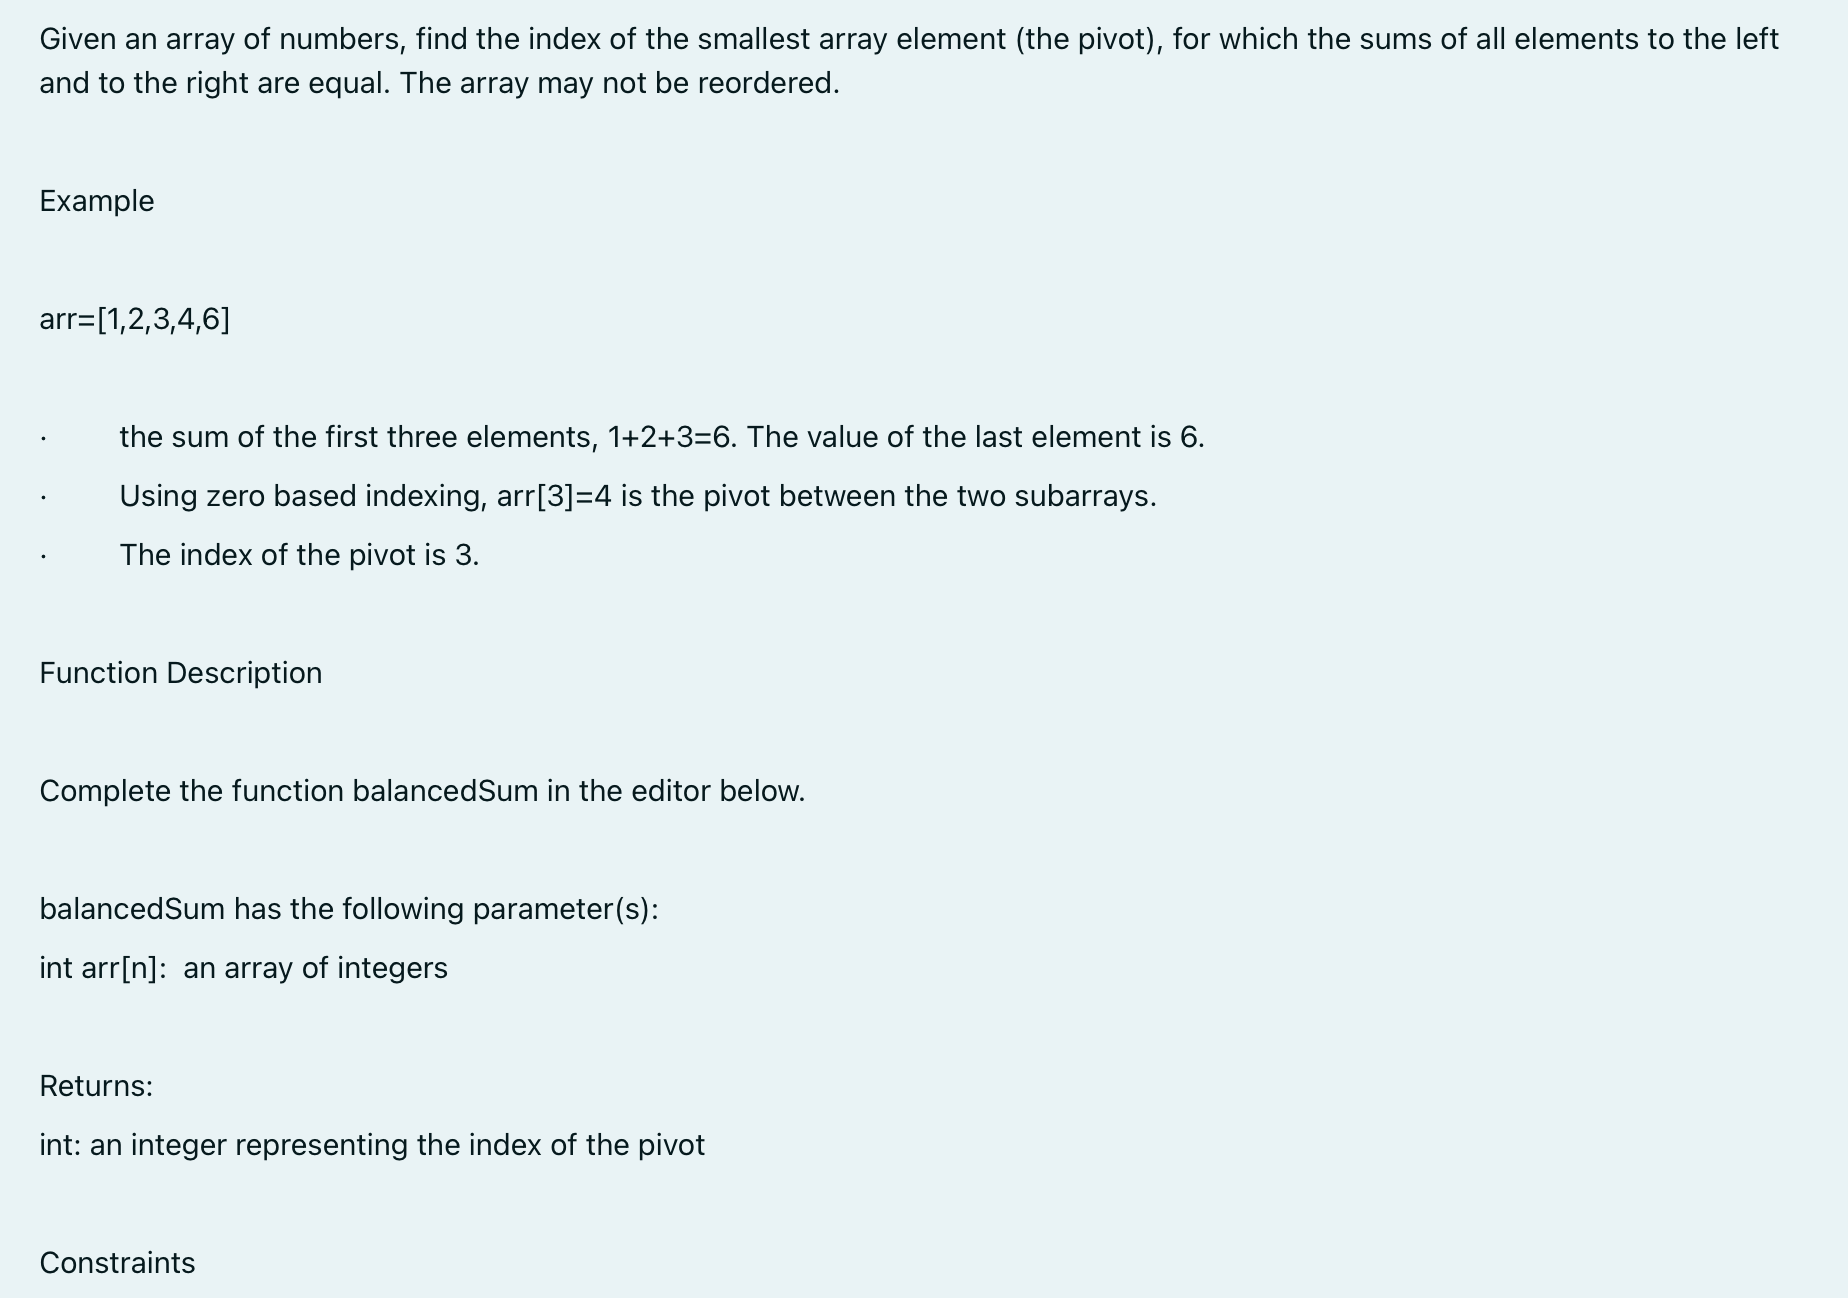 Given an array of numbers, find the index of the smallest array element (the pivot), for which the sums of all elements to the left
and to the right are equal. The array may not be reordered.
Example
arr=[1,2,3,4,6]
· the sum of the first three elements, 1+2+3=6. The value of the last element is 6.
· Using zero based indexing, arr[3]=4 is the pivot between the two subarrays.
· The index of the pivot is 3.
Function Description
Complete the function balancedSum in the editor below.
balancedSum has the following parameter(s):
int arr[n]: an array of integers
Returns:
int: an integer representing the index of the pivot
Constraints